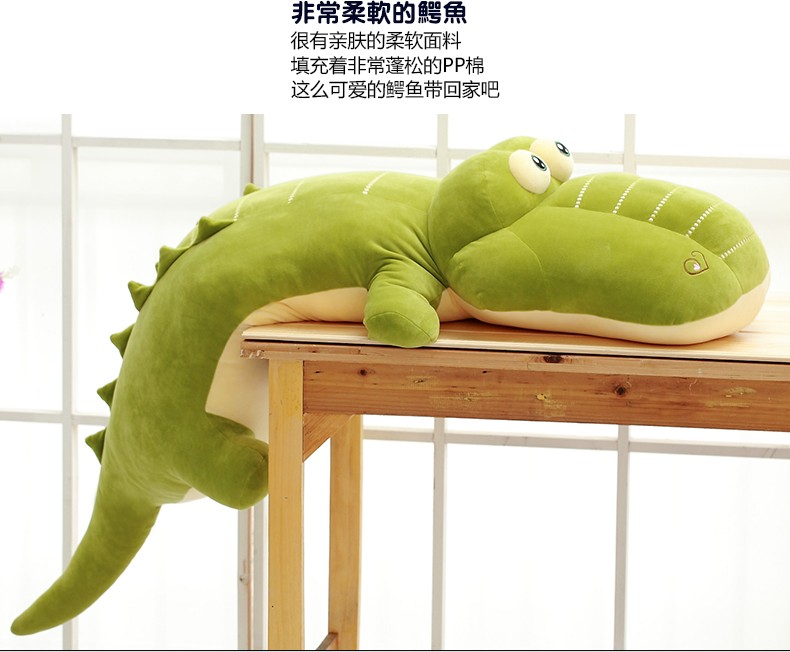 非常柔軟的鰐魚
很有亲肤的柔软面料
填充着非常蓬松的PP棉
这么可爱的鳄鱼带回家吧